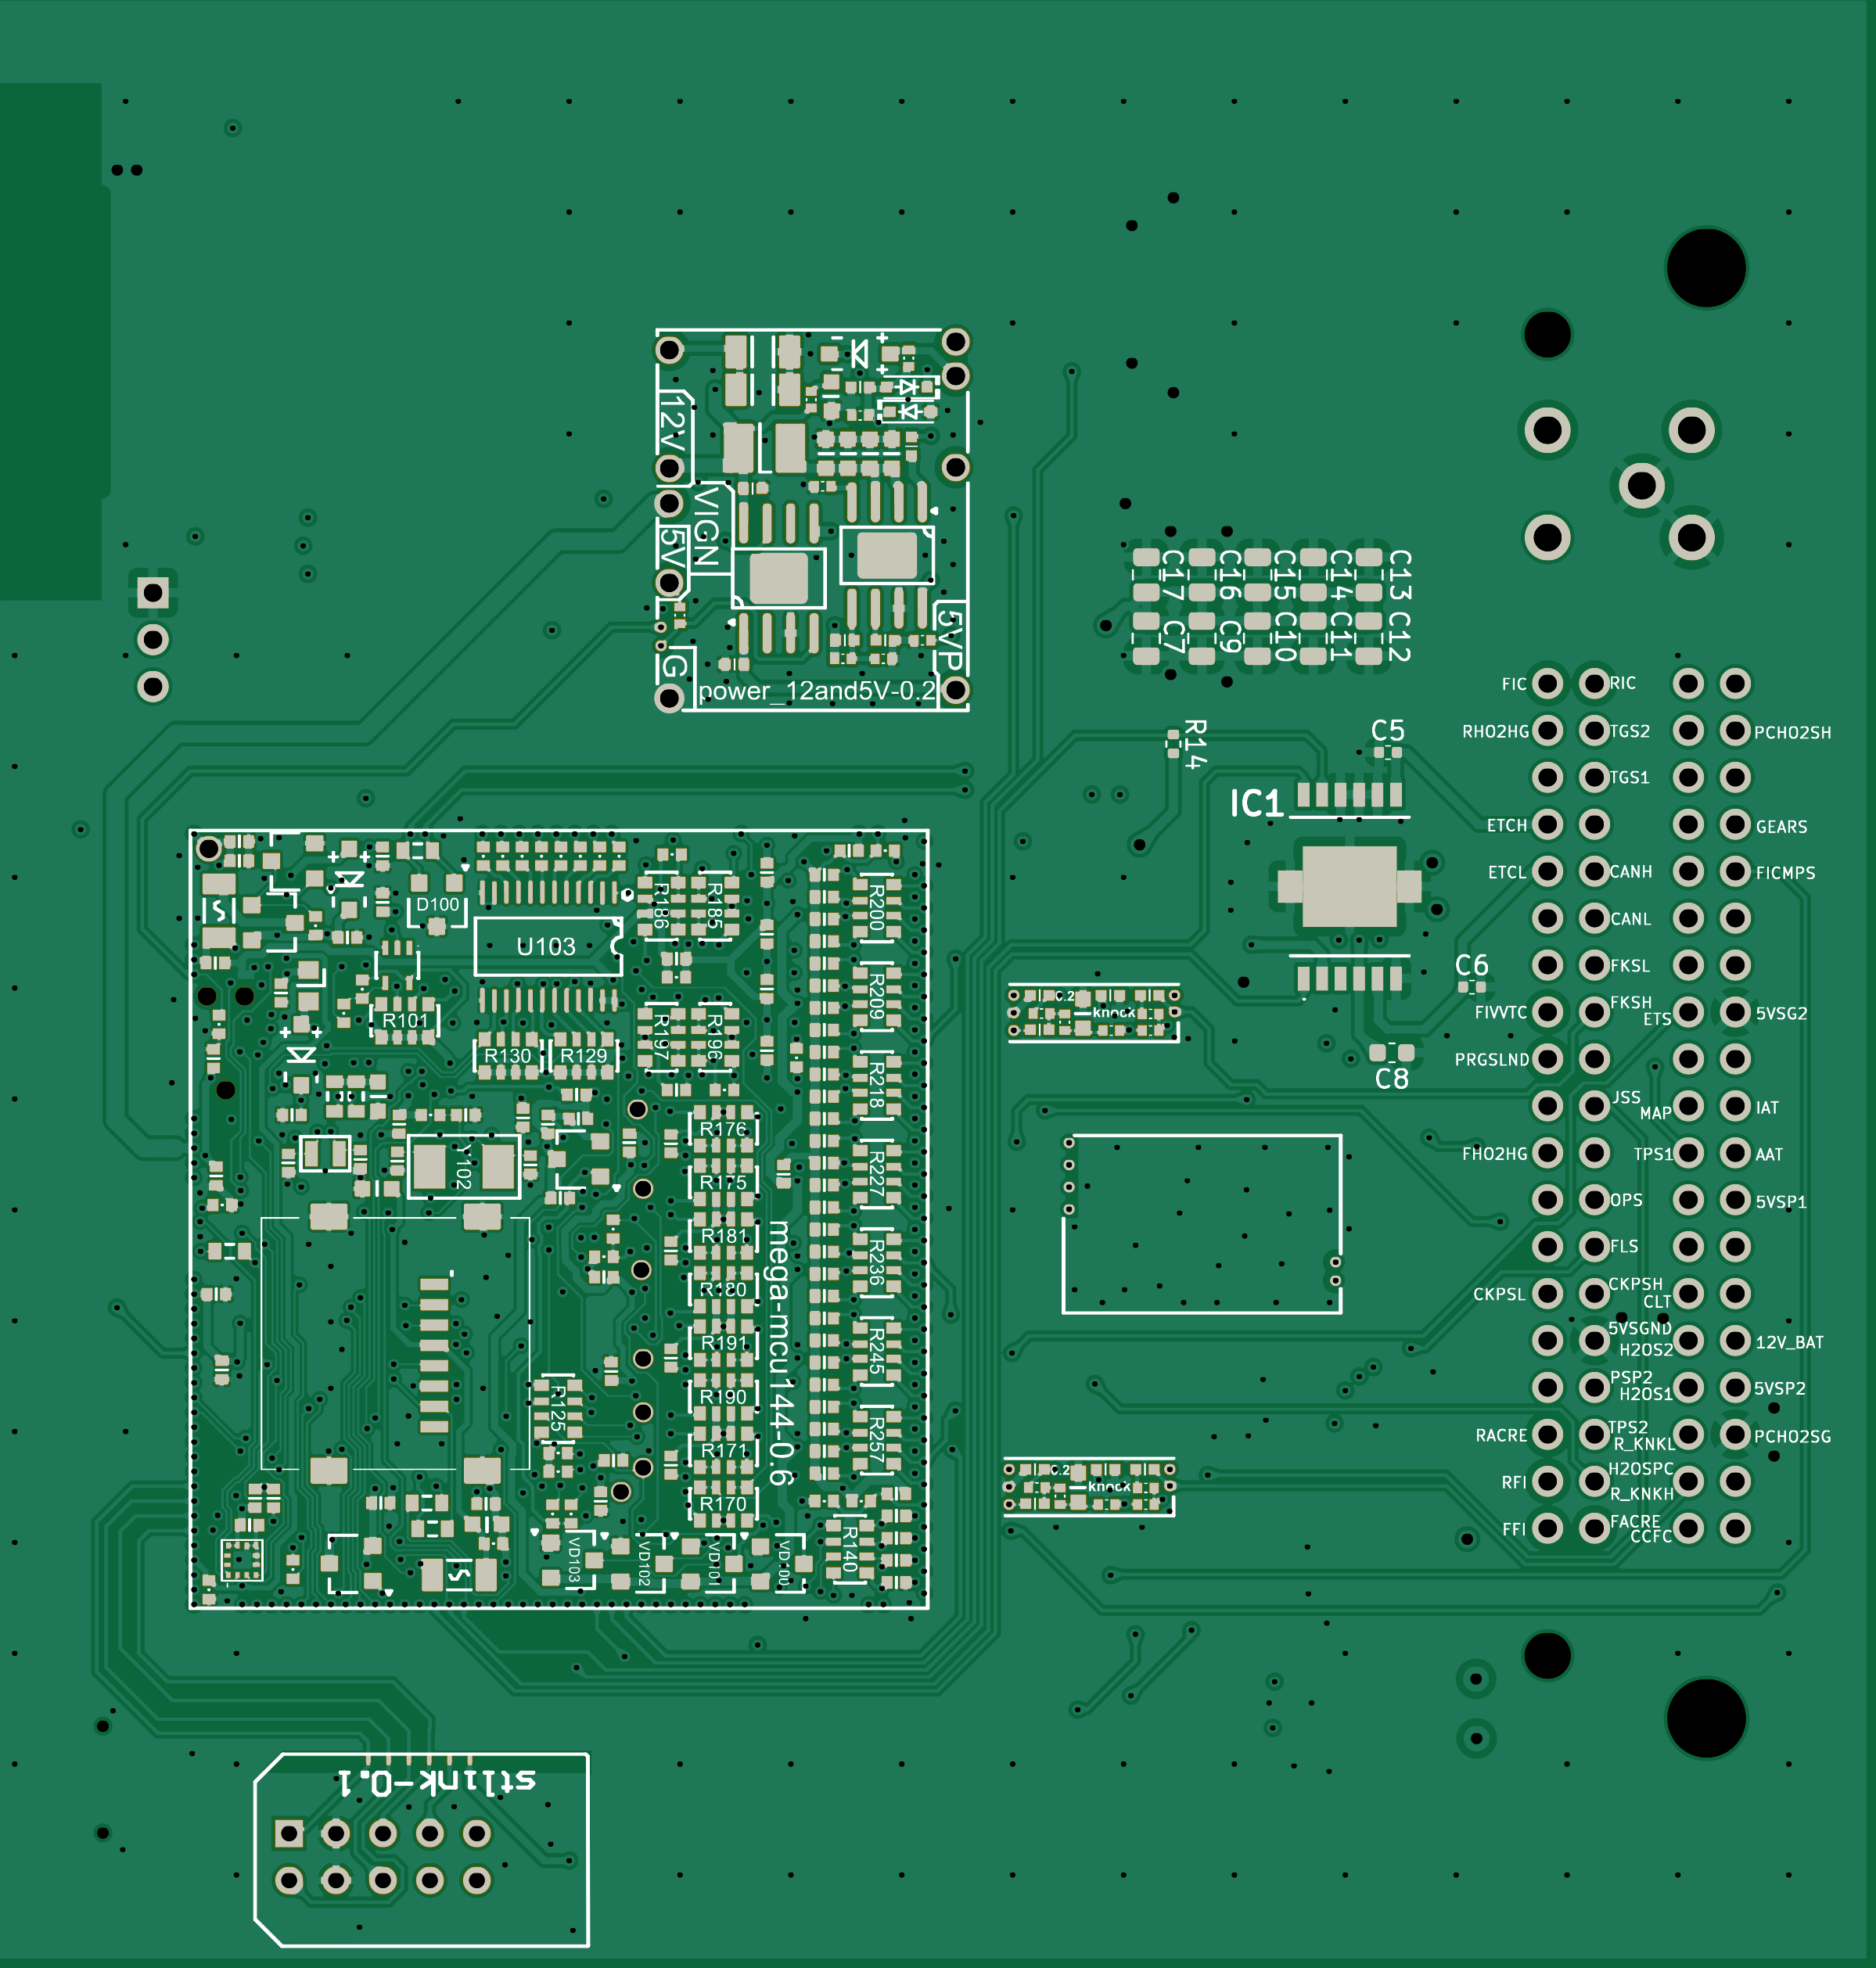 12V
VIGN
5V
G
5VP
power_12and5V-0.2
C17
C16
C15
C14
C13
C7
C9
C10
C11
C12
R14
C5
IC1
C6
C8
FIC
RIC
RHO2HG
TGS2
PCHO2SH
TGS1
ETCH
GEARS
ETCL
CANH
FICMPS
CANL
FKSL
FIVVTC
FKSH
ETS
5VSG2
PRGSLND
JSS
MAP
IAT
FHO2HG
TPS1
AAT
OPS
5VSP1
FLS
CKPSL
CKPSH
CLT
5VSGND
H2OS2
12V_BAT
PSP2
H2OS1
5VSP2
RACRE
TPS2
R_KNKL
PCHO2SG
RFI
H2OSPC
R_KNKH
FFI
FACRE
CCFC
D100
U103
R186
R185
R200
R101
R130
R129
R197
R196
R209
R218
R176
Y102
R175
R227
R181
R180
R236
R191
R190
R245
R125
R171
R257
R170
mega-mcu144-0.6
VD103
VD102
VD101
VD100
R140
0.2
knock
0.2
knock
stlink-0.1